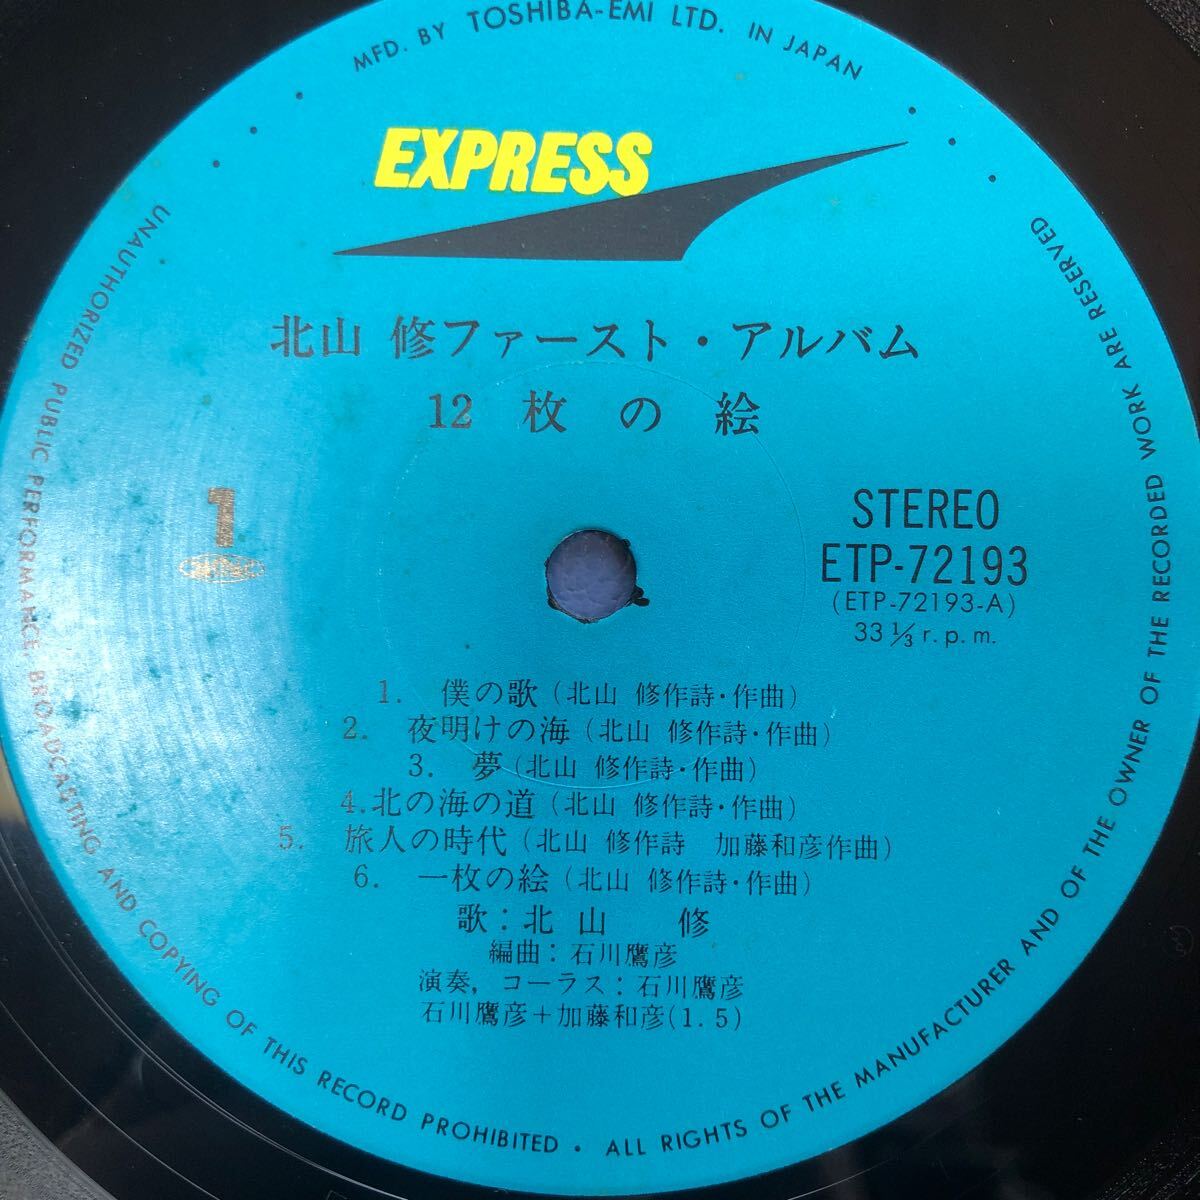 MFD. BY TOSHIBA-EMI LTD. IN JAPAN
EXPRESS
北山 修ファースト・アルバム
12 枚の絵
1
STEREO
ETP-72193
(ETP-72193-A)
33 1/3 r.p.m.
1. 僕の歌(北山 修作詩・作曲)
2. 夜明けの海(北山 修作詩・作曲)
3. 夢(北山 修作詩・作曲)
4.北の海の道(北山 修作詩・作曲)
5. 旅人の時代(北山 修作詩 加藤和彦作曲)
6. 一枚の絵(北山 修作詩・作曲)
歌:北山 修
編曲:石川鷹彦
演奏,コーラス:石川鷹彦
石川鷹彦+加藤和彦(1.5)
UNAUTHORIZED PUBLIC PERFORMANCE BROADCASTING AND COPYING OF THIS RECORD PROHIBITED • ALL RIGHTS OF THE MANUFACTURER AND OF THE OWNER OF THE RECORDED WORK ARE RESERVED